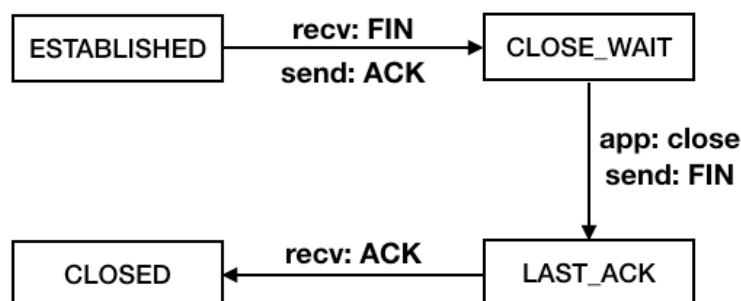 ESTABLISHED
recv: FIN
send: ACK
CLOSE_WAIT
app: close
send: FIN
LAST_ACK
recv: ACK
CLOSED